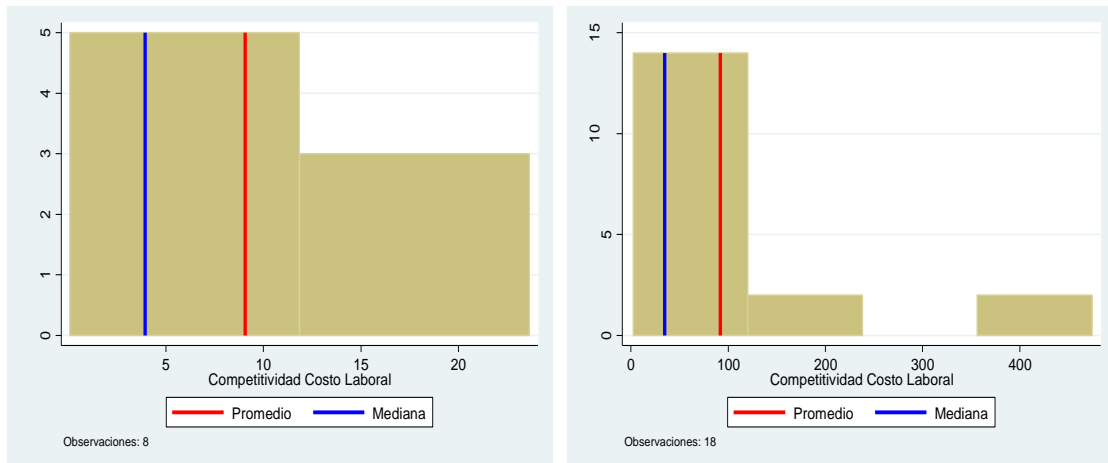 5
4
3
2
1
0
5 10 15 20
Competitividad Costo Laboral
Promedio Mediana
Observaciones: 8
15
10
5
0
0 100 200 300 400
Competitividad Costo Laboral
Promedio Mediana
Observaciones: 18